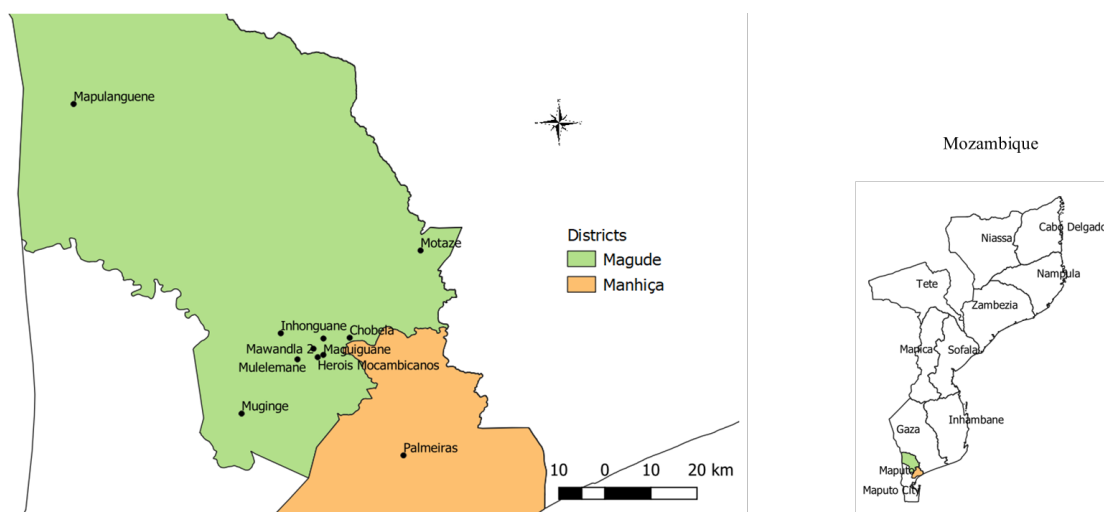 Mapulanguene
Motaze
Inhonguane
Chobela
Mawandla 2
Maguiguane
Mulelemane
Herois Mocambicanos
Muginge
Palmeiras
Districts
Magude
Manhiça
10 0 10 20 km
Mozambique
Cabo Delgado
Niassa
Nampula
Tete
Zambezia
Manica
Sofala
Inhambane
Gaza
Maputo
Maputo City